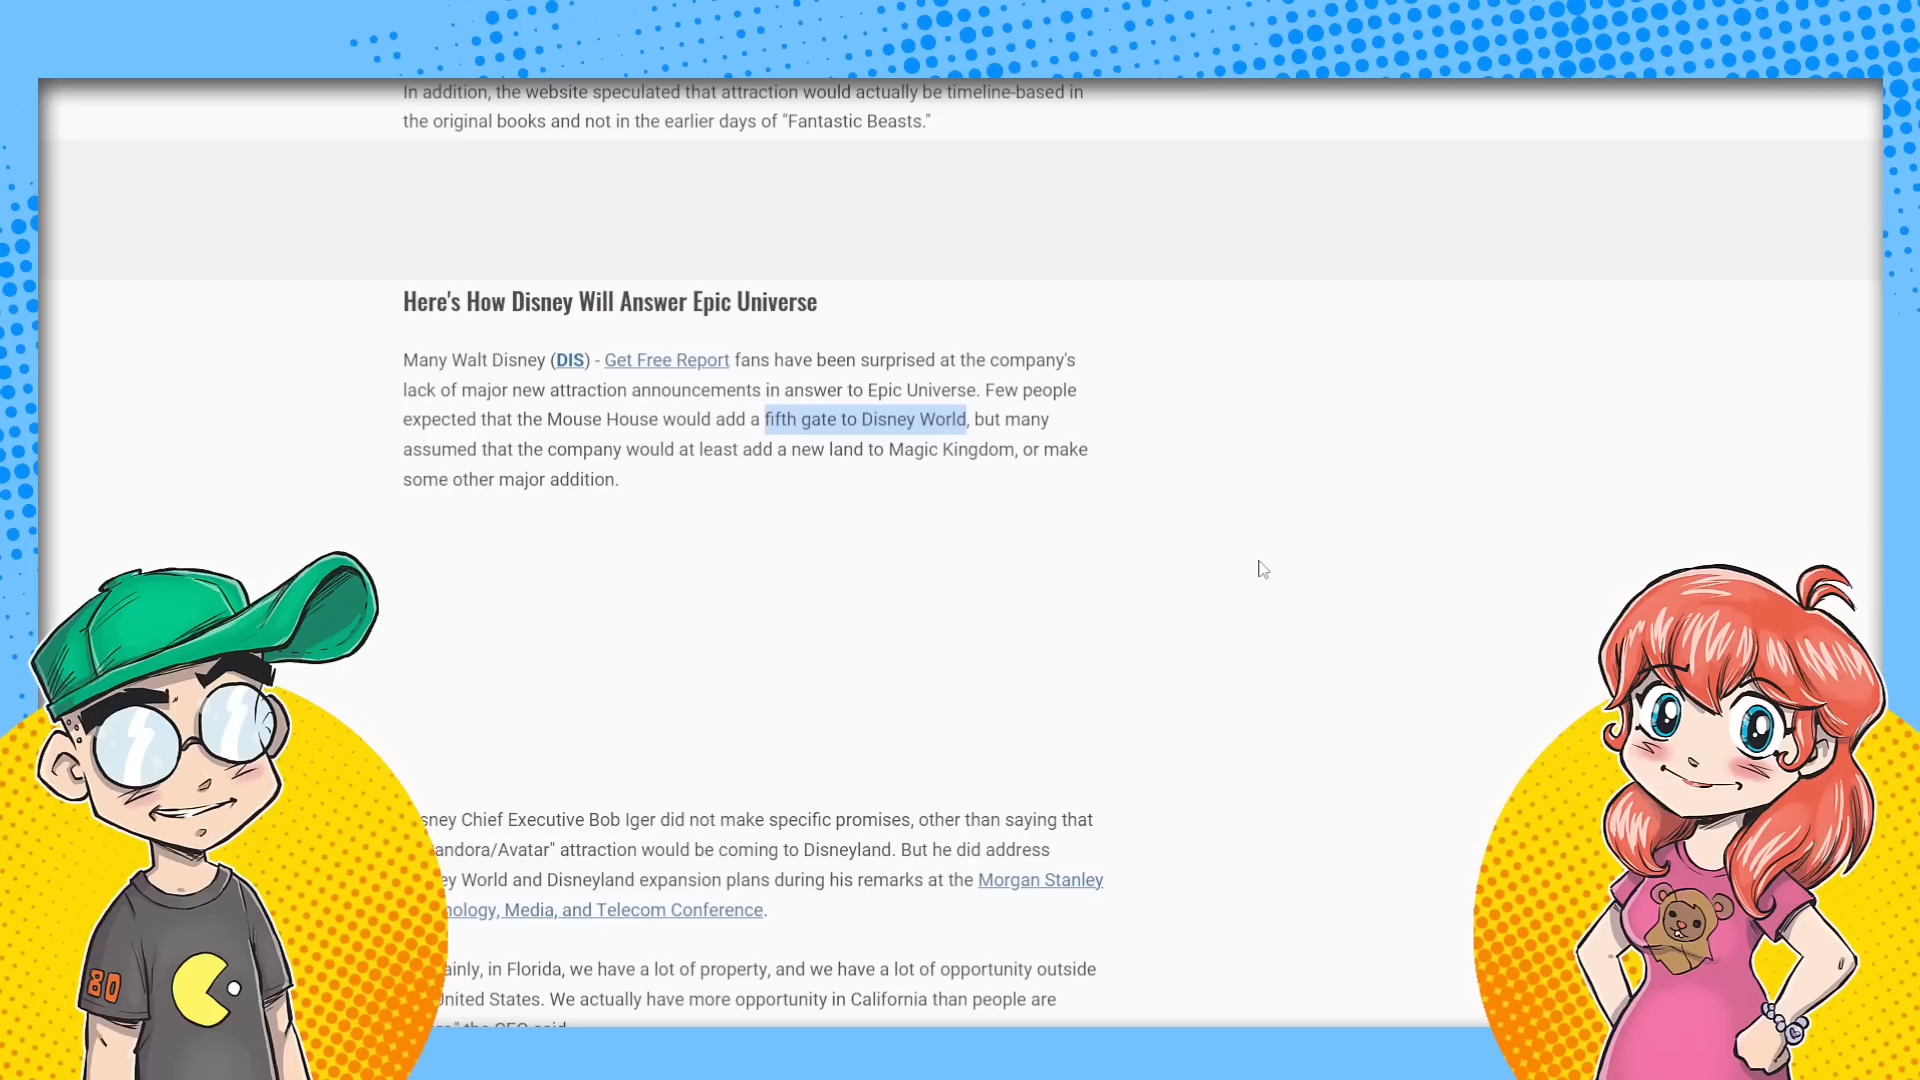 In addition, the website speculated that attraction would actually be timeline-based in
the original books and not in the earlier days of "Fantastic Beasts."
Here's How Disney Will Answer Epic Universe
Many Walt Disney (DIS) - Get Free Report fans have been surprised at the company's
lack of major new attraction announcements in answer to Epic Universe. Few people
expected that the Mouse House would add a fifth gate to Disney World, but many
assumed that the company would at least add a new land to Magic Kingdom, or make
some other major addition.
sney Chief Executive Bob Iger did not make specific promises, other than saying that
andora/Avatar" attraction would be coming to Disneyland. But he did address
ey World and Disneyland expansion plans during his remarks at the Morgan Stanley
nology, Media, and Telecom Conference.
ainly, in Florida, we have a lot of property, and we have a lot of opportunity outside
United States. We actually have more opportunity in California than people are
the CEO said
80